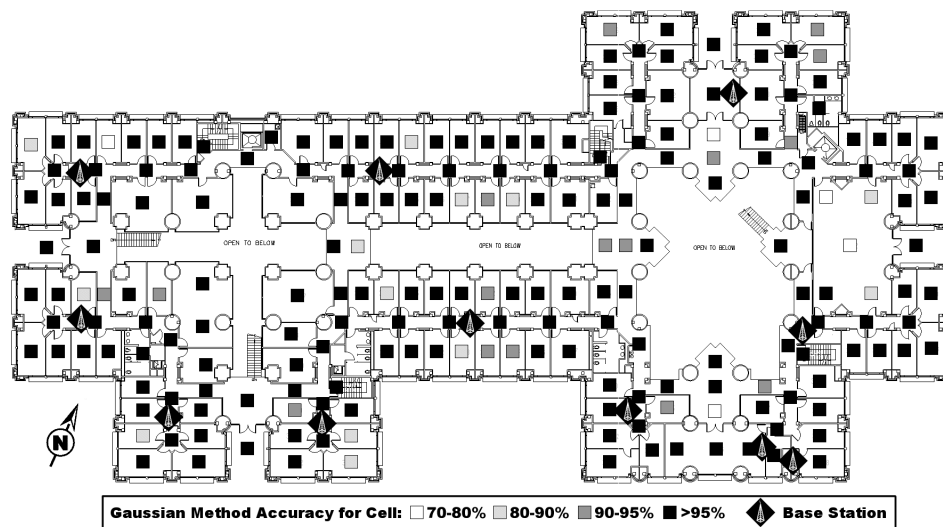 OPEN TO BELOW
OPEN TO BELOW
OPEN TO BELOW
N
Gaussian Method Accuracy for Cell: 70-80% 80-90% 90-95% >95% Base Station